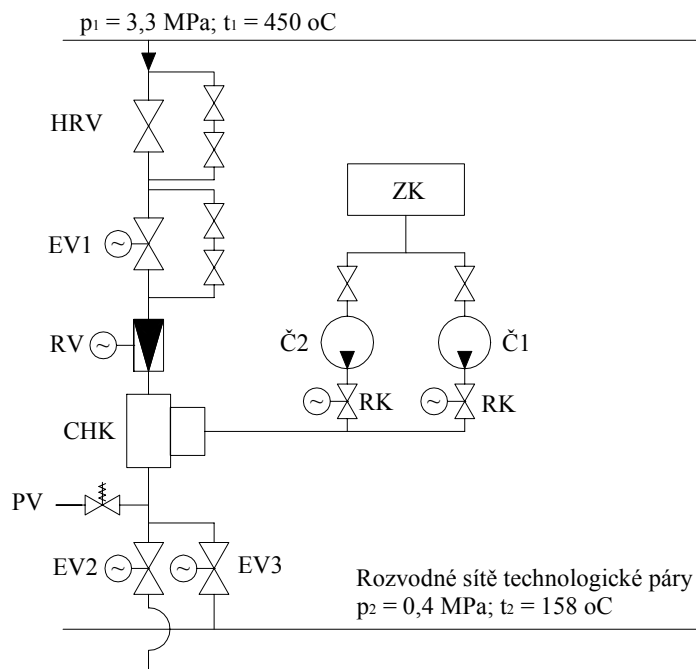 p₁ = 3,3 MPa; t₁ = 450 oC
HRV
ZK
EV1
~
RV
~
Č2
Č1
~
RK
~
RK
CHK
PV
EV2
~
~
EV3
Rozvodné sítě technologické páry
p₂ = 0,4 MPa; t₂ = 158 oC